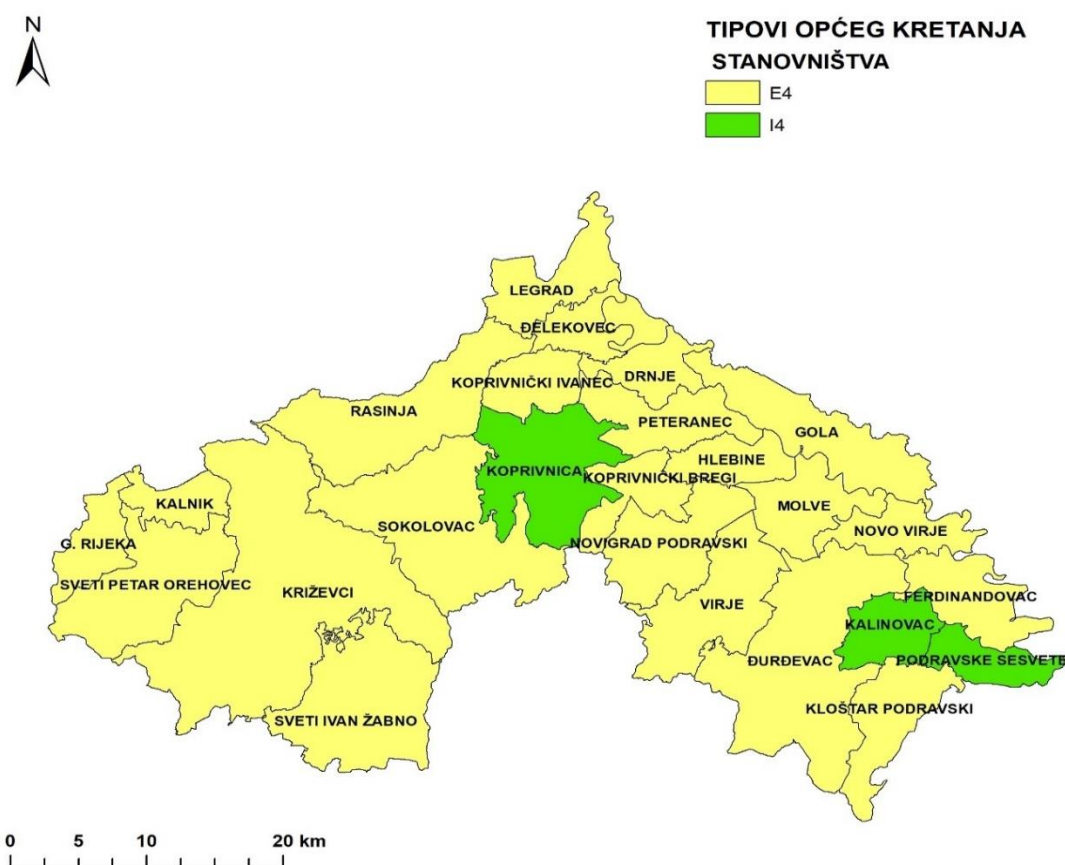 N
TIPOVI OPĆEG KRETANJA
STANOVNIŠTVA
E4
I4
LEGRAD
ĐELEKOVEC
DRNJE
KOPRIVNIČKI IVANEC
RASINJA
PETERANEC
GOLA
HLEBINE
KOPRIVNICA
KOPRIVNIČKI BREGI
KALNIK
MOLVE
SOKOLOVAC
NOVO VIRJE
G. RIJEKA
NOVIGRAD PODRAVSKI
SVETI PETAR OREHOVEC
KRIŽEVCI
FERDINANDOVAC
VIRJE
KALINOVAC
ĐURĐEVAC
PODRAVSKE SESVETE
KLOŠTAR PODRAVSKI
SVETI IVAN ŽABNO
0 5 10 20 km